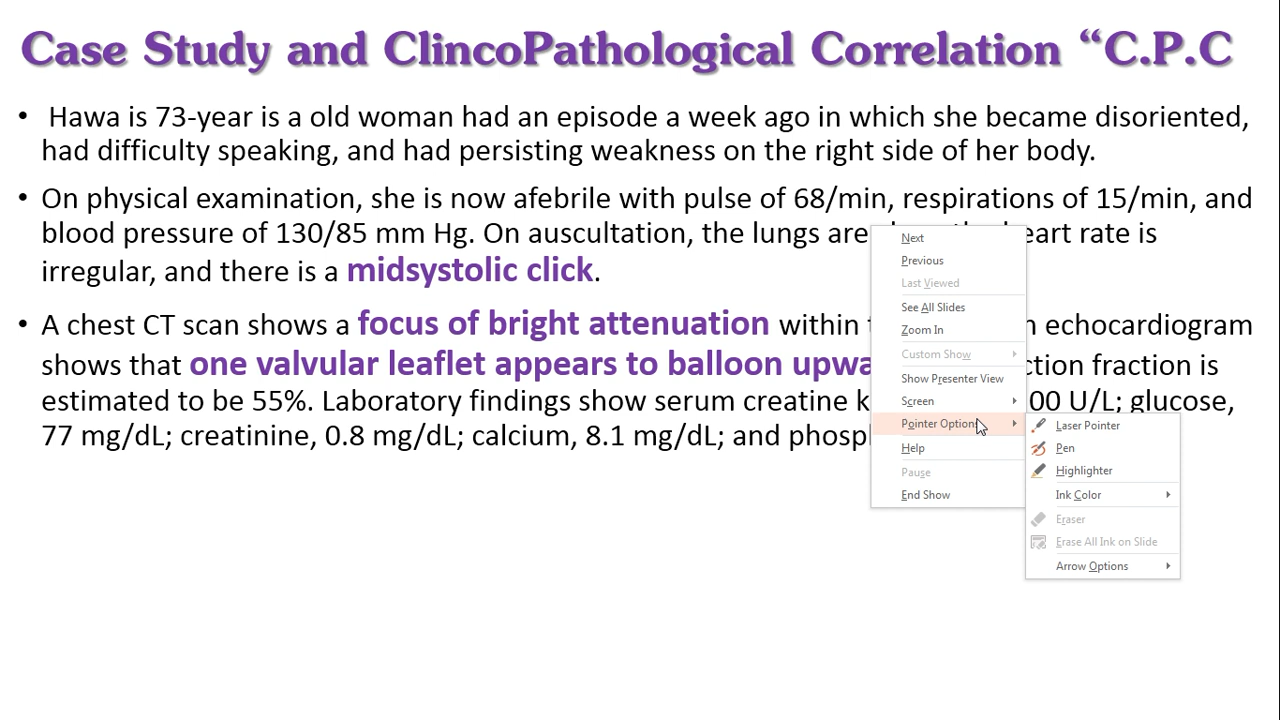 Case Study and ClincoPathological Correlation “C.P.C
• Hawa is 73-year is a old woman had an episode a week ago in which she became disoriented,
had difficulty speaking, and had persisting weakness on the right side of her body.
• On physical examination, she is now afebrile with pulse of 68/min, respirations of 15/min, and
blood pressure of 130/85 mm Hg. On auscultation, the lungs are rate is
irregular, and there is a midsystolic click.
• A chest CT scan shows a focus of bright attenuation within echocardiogram
shows that one valvular leaflet appears to balloon fraction is
estimated to be 55%. Laboratory findings show serum creatine U/L; glucose,
77 mg/dL; creatinine, 0.8 mg/dL; calcium, 8.1 mg/dL; and
Next
Previous
Last Viewed
See All Slides
Zoom In
Custom Show
Show Presenter View
Screen
Pointer Options
Help
Pause
End Show
Laser Pointer
Pen
Highlighter
Ink Color
Eraser
Erase All Ink on Slide
Arrow Options